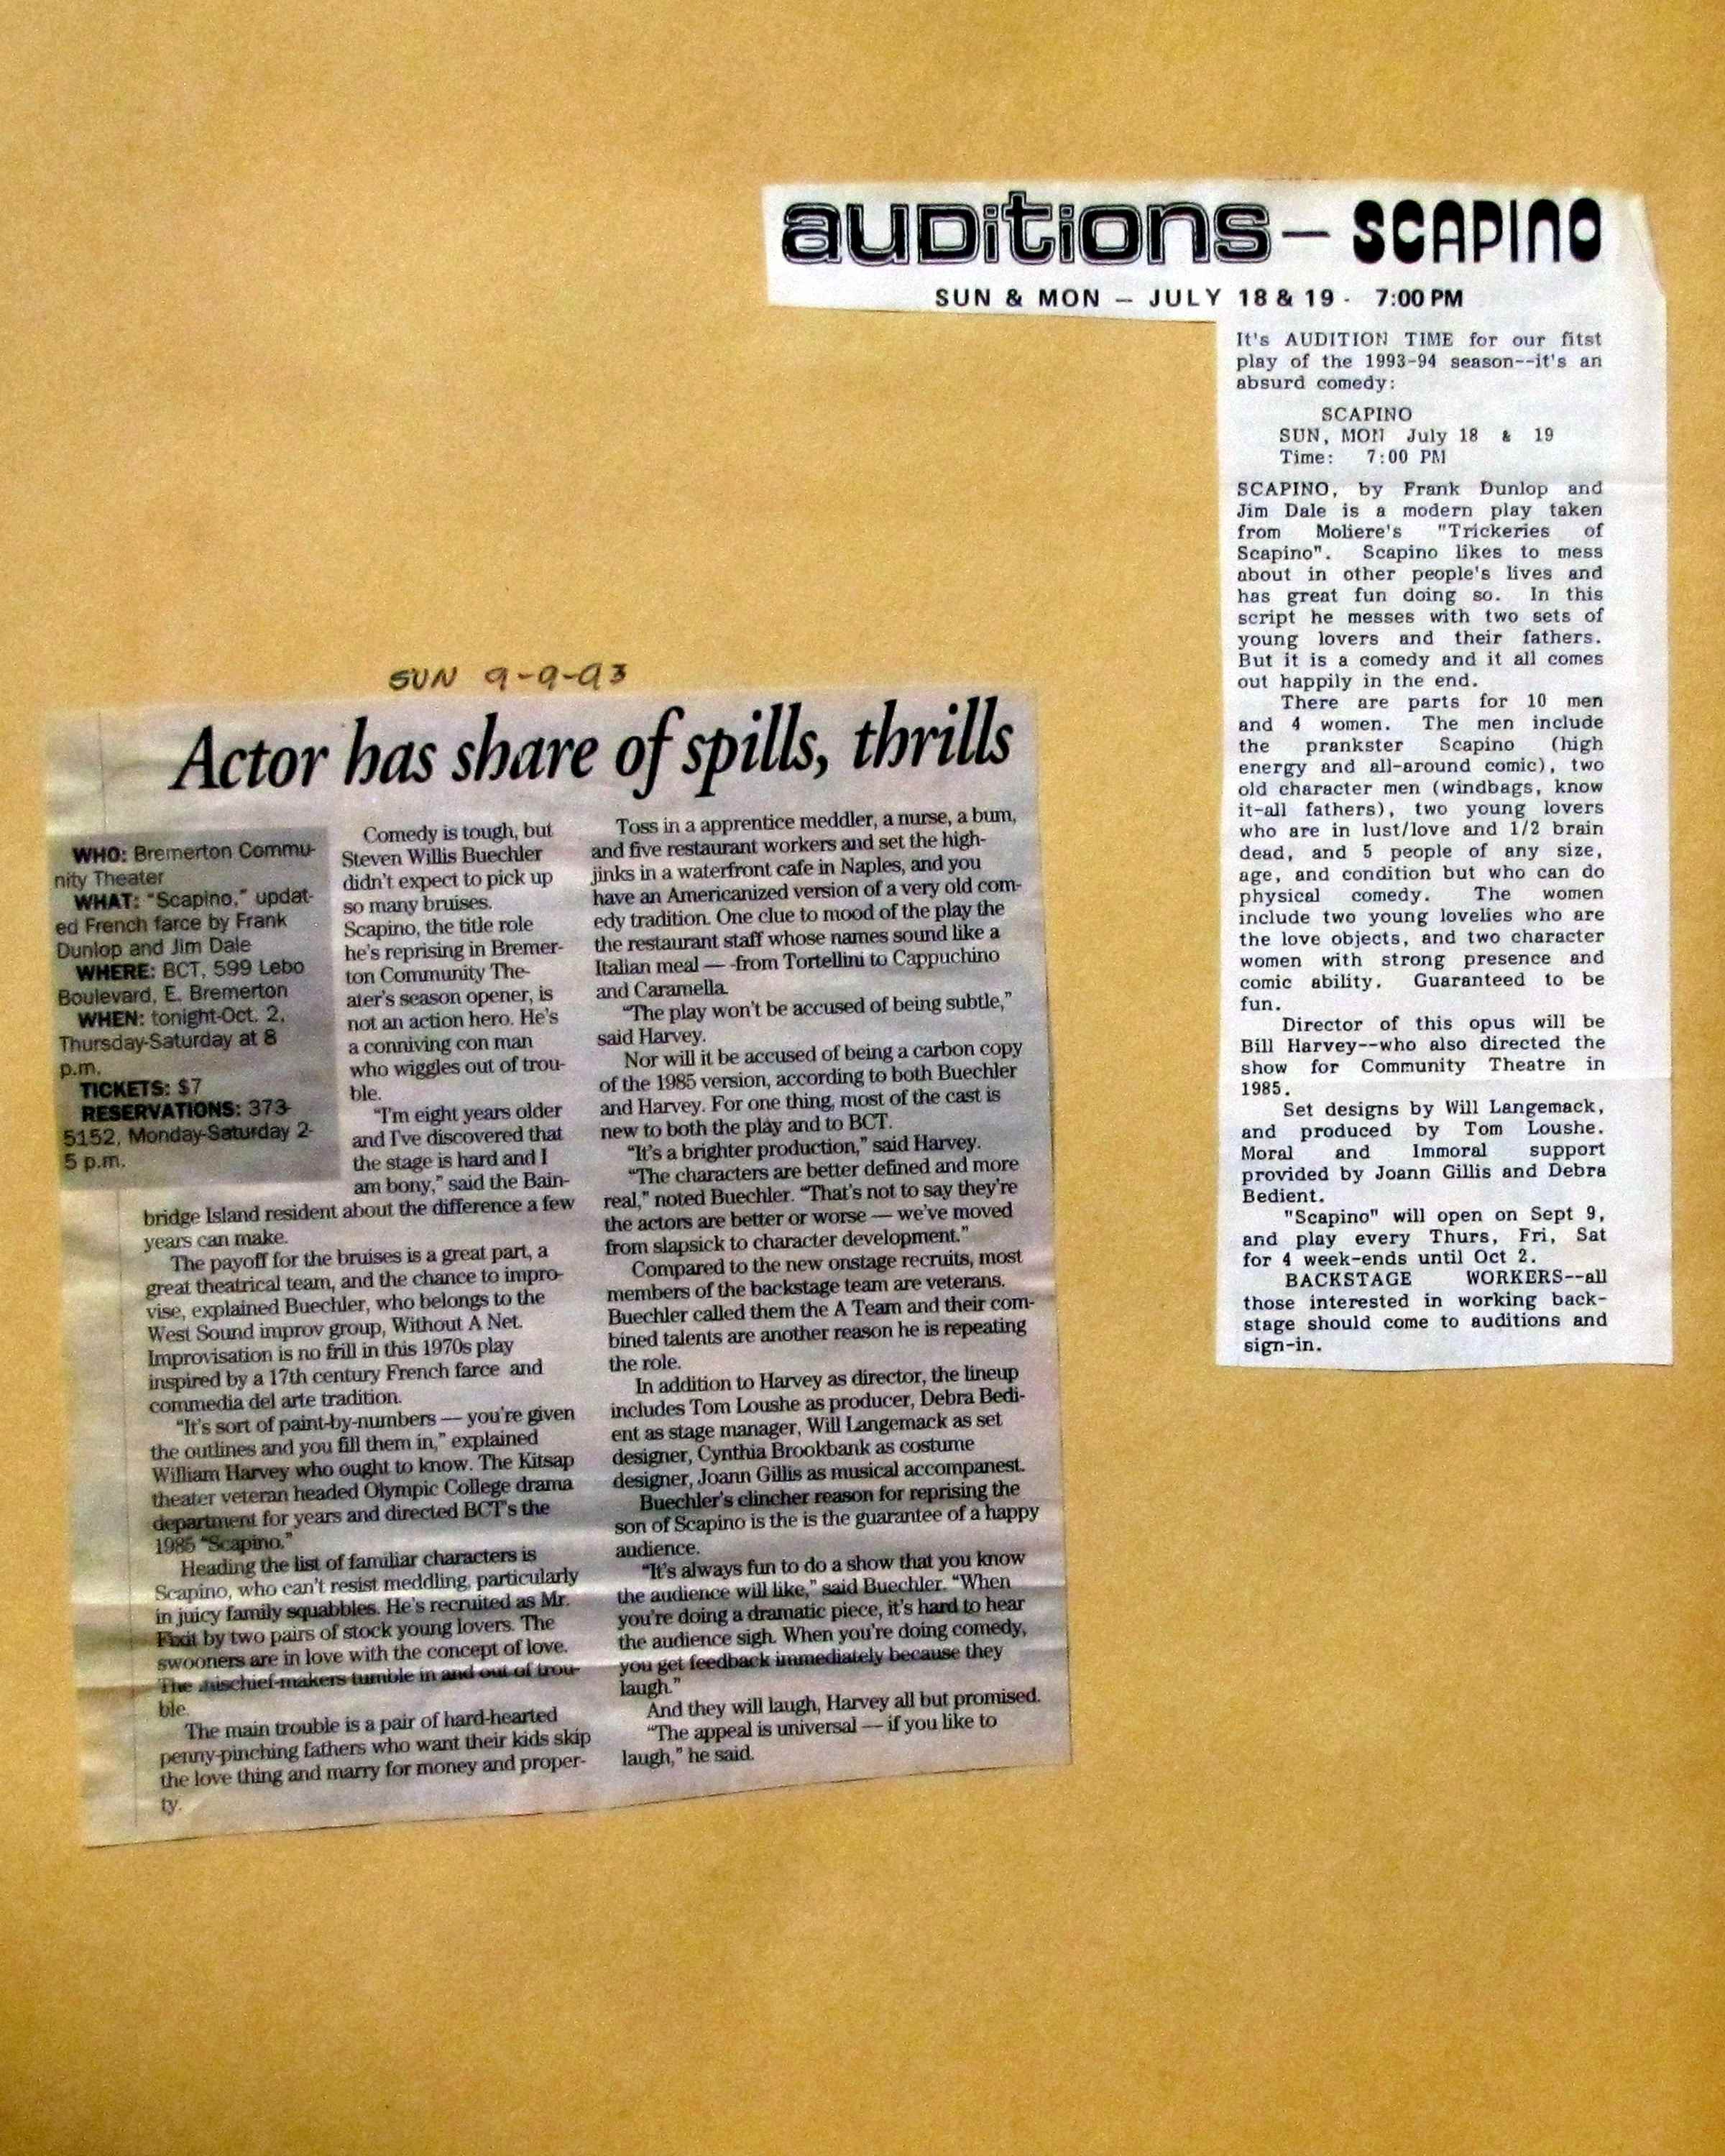 auditions — SCAPINO
SUN & MON — JULY 18 & 19 - 7:00 PM
It's AUDITION TIME for our fitst
play of the 1993-94 season--it's an
absurd comedy:
SCAPINO
SUN, MON July 18 & 19
Time: 7:00 PM
SCAPINO, by Frank Dunlop and
Jim Dale is a modern play taken
from Moliere's "Trickeries of
Scapino". Scapino likes to mess
about in other people's lives and
has great fun doing so. In this
script he messes with two sets of
young lovers and their fathers.
But it is a comedy and it all comes
out happily in the end.
There are parts for 10 men
and 4 women. The men include
the prankster Scapino (high
energy and all-around comic), two
old character men (windbags, know
it-all fathers), two young lovers
who are in lust/love and 1/2 brain
dead, and 5 people of any size,
age, and condition but who can do
physical comedy. The women
include two young lovelies who are
the love objects, and two character
women with strong presence and
comic ability. Guaranteed to be
fun.
Director of this opus will be
Bill Harvey--who also directed the
show for Community Theatre in
1985.
Set designs by Will Langemack,
and produced by Tom Loushe.
Moral and Immoral support
provided by Joann Gillis and Debra
Bedient.
"Scapino" will open on Sept 9,
and play every Thurs, Fri, Sat
for 4 week-ends until Oct 2.
BACKSTAGE WORKERS--all
those interested in working back-
stage should come to auditions and
sign-in.
SUN 9-9-93
Actor has share of spills, thrills
WHO: Bremerton Commu-
nity Theater
WHAT: "Scapino," updat-
ed French farce by Frank
Dunlop and Jim Dale
WHERE: BCT, 599 Lebo
Boulevard, E. Bremerton
WHEN: tonight-Oct. 2,
Thursday-Saturday at 8
p.m.
TICKETS: $7
RESERVATIONS: 373-
5152, Monday-Saturday 2-
5 p.m.
Comedy is tough, but
Steven Willis Buechler
didn't expect to pick up
so many bruises.
Scapino, the title role
he's reprising in Bremer-
ton Community The-
ater's season opener, is
not an action hero. He's
a conniving con man
who wiggles out of trou-
ble.
"I'm eight years older
and I've discovered that
the stage is hard and I
am bony," said the Bain-
bridge Island resident about the difference a few
years can make.
The payoff for the bruises is a great part, a
great theatrical team, and the chance to impro-
vise, explained Buechler, who belongs to the
West Sound improv group, Without A Net.
Improvisation is no frill in this 1970s play
inspired by a 17th century French farce and
commedia del arte tradition.
"It's sort of paint-by-numbers — you're given
the outlines and you fill them in," explained
William Harvey who ought to know. The Kitsap
theater veteran headed Olympic College drama
department for years and directed BCT's the
1985 "Scapino."
Heading the list of familiar characters is
Scapino, who can't resist meddling, particularly
in juicy family squabbles. He's recruited as Mr.
Fixit by two pairs of stock young lovers. The
swooners are in love with the concept of love.
The mischief-makers tumble in and out of trou-
ble.
The main trouble is a pair of hard-hearted
penny-pinching fathers who want their kids skip
the love thing and marry for money and proper-
ty.
Toss in a apprentice meddler, a nurse, a bum,
and five restaurant workers and set the high-
jinks in a waterfront cafe in Naples, and you
have an Americanized version of a very old com-
edy tradition. One clue to mood of the play the
the restaurant staff whose names sound like a
Italian meal — -from Tortellini to Cappuchino
and Caramella.
"The play won't be accused of being subtle,"
said Harvey.
Nor will it be accused of being a carbon copy
of the 1985 version, according to both Buechler
and Harvey. For one thing, most of the cast is
new to both the play and to BCT.
"It's a brighter production," said Harvey.
"The characters are better defined and more
real," noted Buechler. "That's not to say they're
the actors are better or worse — we've moved
from slapsick to character development."
Compared to the new onstage recruits, most
members of the backstage team are veterans.
Buechler called them the A Team and their com-
bined talents are another reason he is repeating
the role.
In addition to Harvey as director, the lineup
includes Tom Loushe as producer, Debra Bedi-
ent as stage manager, Will Langemack as set
designer, Cynthia Brookbank as costume
designer, Joann Gillis as musical accompanest.
Buechler's clincher reason for reprising the
son of Scapino is the is the guarantee of a happy
audience.
"It's always fun to do a show that you know
the audience will like," said Buechler. "When
you're doing a dramatic piece, it's hard to hear
the audience sigh. When you're doing comedy,
you get feedback immediately because they
laugh."
And they will laugh, Harvey all but promised.
"The appeal is universal — if you like to
laugh," he said.